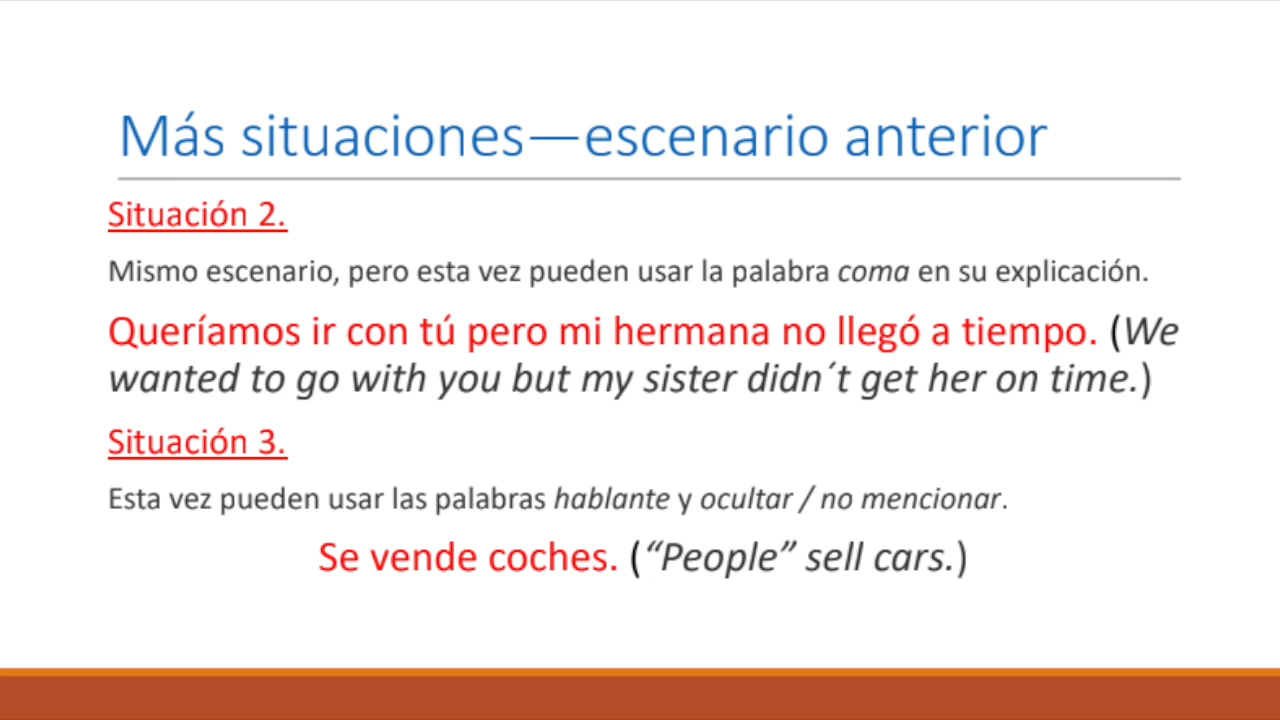 Más situaciones—escenario anterior
Situación 2.
Mismo escenario, pero esta vez pueden usar la palabra coma en su explicación.
Queríamos ir con tú pero mi hermana no llegó a tiempo. (We
wanted to go with you but my sister didn´t get her on time.)
Situación 3.
Esta vez pueden usar las palabras hablante y ocultar / no mencionar.
Se vende coches. (“People” sell cars.)